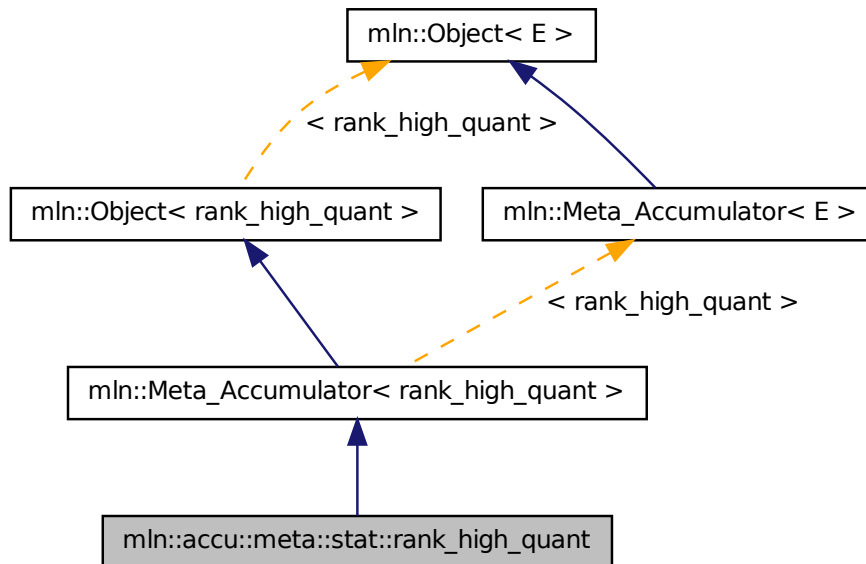 mln::Object< E >
< rank_high_quant >
mln::Object< rank_high_quant >
mln::Meta_Accumulator< E >
< rank_high_quant >
mln::Meta_Accumulator< rank_high_quant >
mln::accu::meta::stat::rank_high_quant